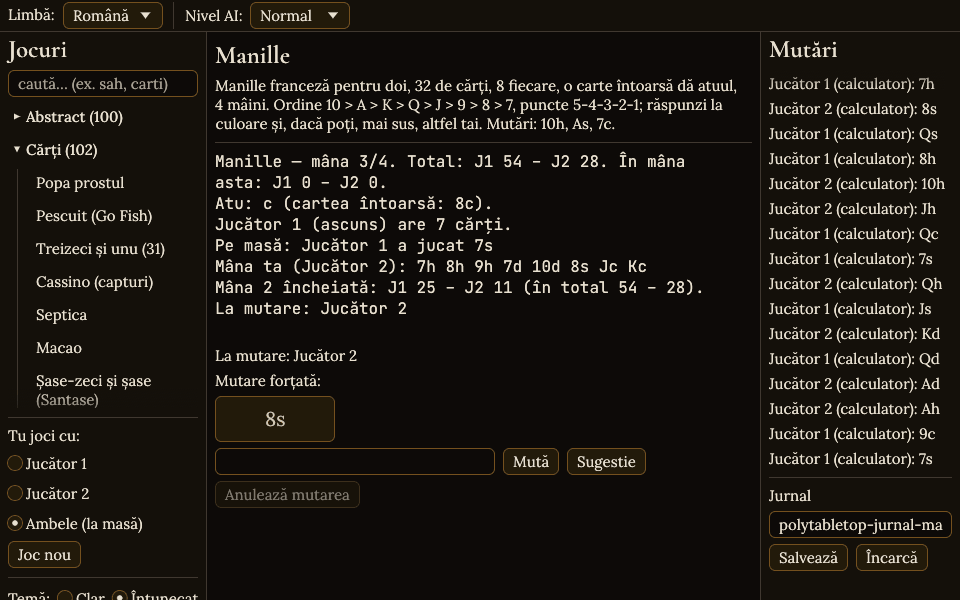 Limbă: Română ▼ Nivel AI: Normal ▼
Jocuri
caută... (ex. sah, carti)
▸ Abstract (100)
▾ Cărți (102)
Popa prostul
Pescuit (Go Fish)
Treizeci și unu (31)
Cassino (capturi)
Septica
Macao
Șase-zeci și șase
(Santase)
Tu joci cu:
Jucător 1
Jucător 2
Ambele (la masă)
Joc nou
Temă: Clar Întunecat
Manille
Manille franceză pentru doi, 32 de cărți, 8 fiecare, o carte întoarsă dă atuul,
4 mâini. Ordine 10 > A > K > Q > J > 9 > 8 > 7, puncte 5-4-3-2-1; răspunzi la
culoare și, dacă poți, mai sus, altfel tai. Mutări: 10h, As, 7c.
Manille — mâna 3/4. Total: J1 54 – J2 28. În mâna
asta: J1 0 – J2 0.
Atu: c (cartea întoarsă: 8c).
Jucător 1 (ascuns) are 7 cărți.
Pe masă: Jucător 1 a jucat 7s
Mâna ta (Jucător 2): 7h 8h 9h 7d 10d 8s Jc Kc
Mâna 2 încheiată: J1 25 – J2 11 (în total 54 – 28).
La mutare: Jucător 2
La mutare: Jucător 2
Mutare forțată:
8s
Mută Sugestie
Anulează mutarea
Mutări
Jucător 1 (calculator): 7h
Jucător 2 (calculator): 8s
Jucător 1 (calculator): Qs
Jucător 1 (calculator): 8h
Jucător 2 (calculator): 10h
Jucător 2 (calculator): Jh
Jucător 1 (calculator): Qc
Jucător 1 (calculator): 7s
Jucător 2 (calculator): Qh
Jucător 1 (calculator): Js
Jucător 2 (calculator): Kd
Jucător 1 (calculator): Qd
Jucător 2 (calculator): Ad
Jucător 2 (calculator): Ah
Jucător 1 (calculator): 9c
Jucător 1 (calculator): 7s
Jurnal
polytabletop-jurnal-ma
Salvează Încarcă